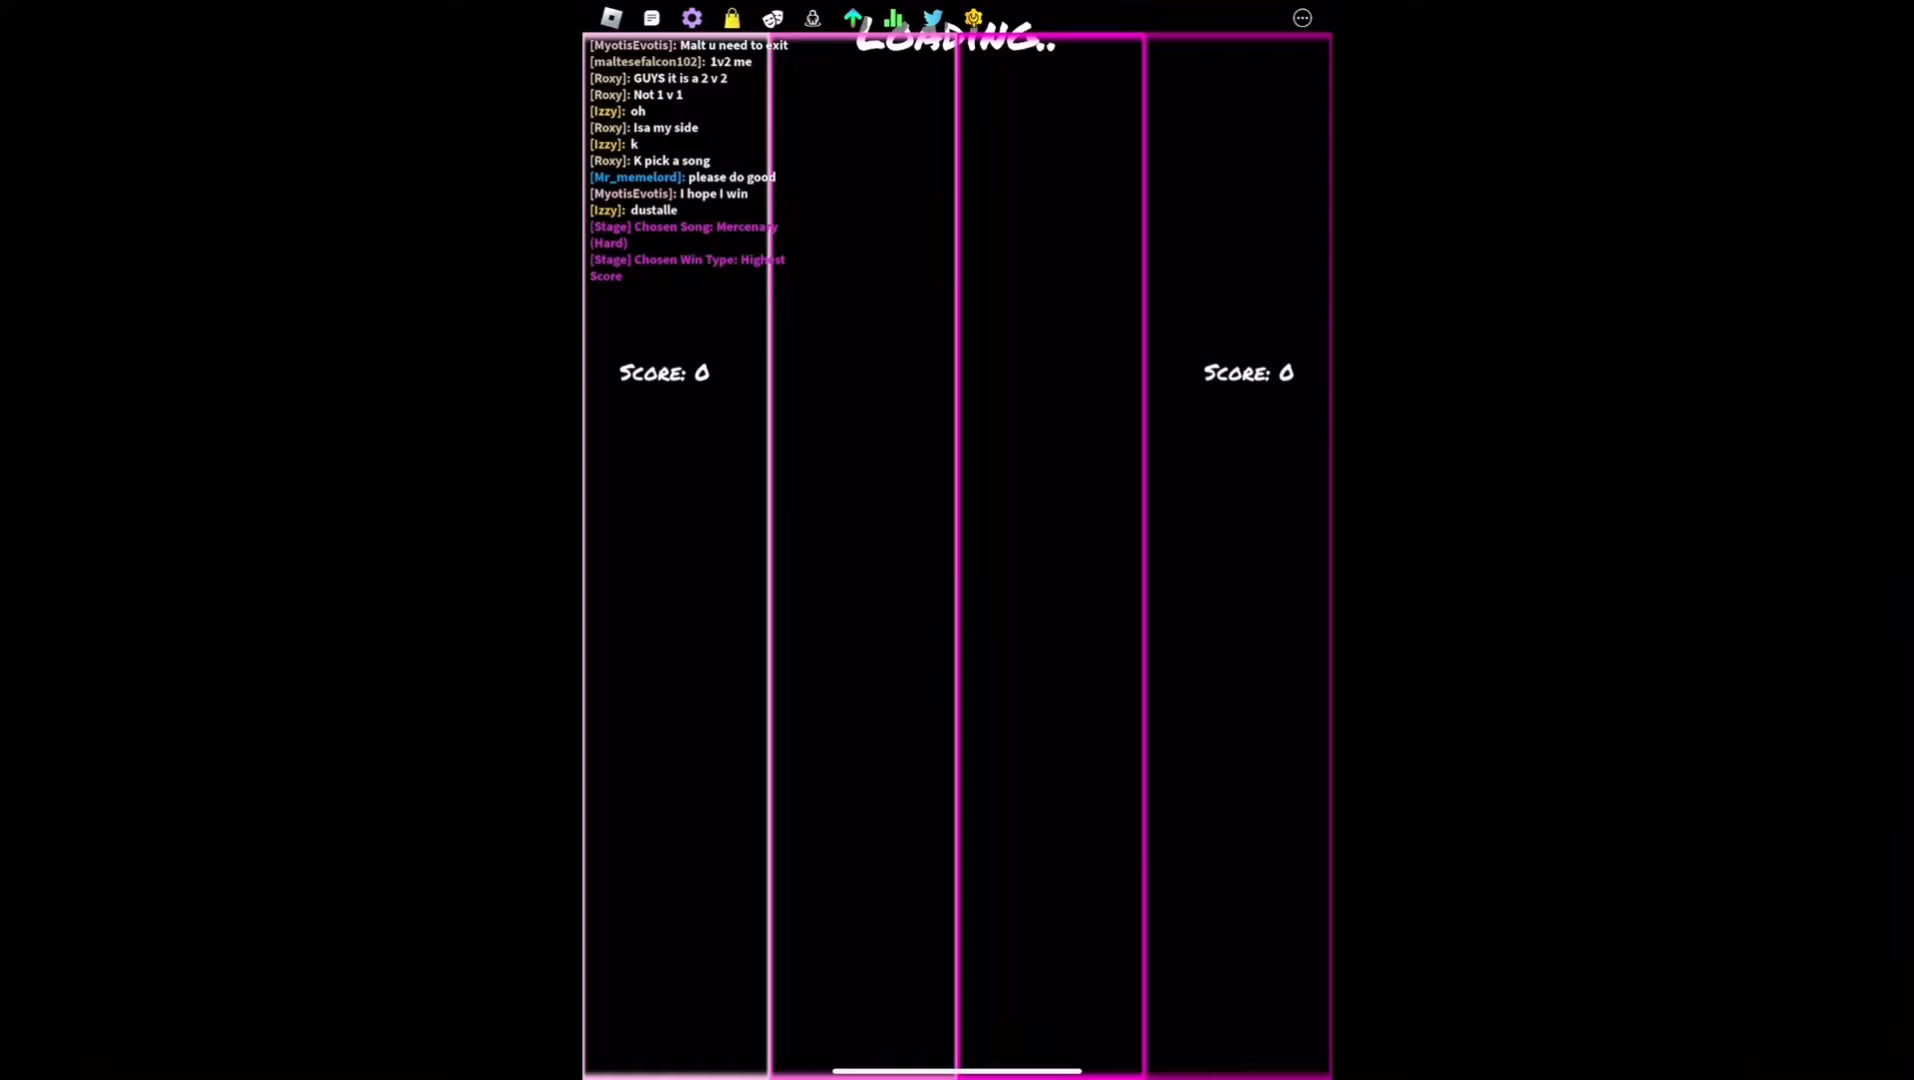 Loading..
[MyotisEvotis]: Malt u need to exit
[maltesefalcon102]: 1v2 me
[Roxy]: GUYS it is a 2 v 2
[Roxy]: Not 1 v 1
[Izzy]: oh
[Roxy]: Isa my side
[Izzy]: k
[Roxy]: K pick a song
[Mr_memelord]: please do good
[MyotisEvotis]: I hope I win
[Izzy]: dustalle
[Stage] Chosen Song: Mercenary
(Hard)
[Stage] Chosen Win Type: Highest
Score
Score: 0
Score: 0